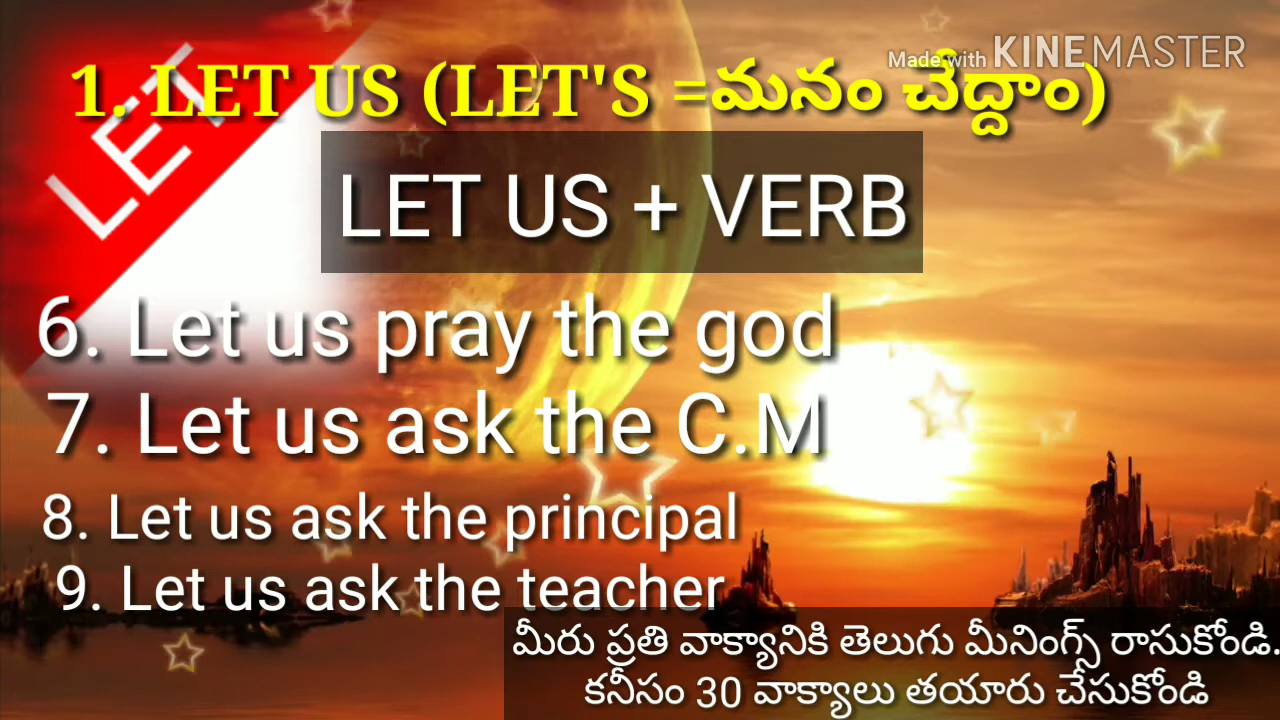 Made with KINEMASTER
LET
1. LET US (LET'S =మనం చేద్దాం)
LET US + VERB
6. Let us pray the god
7. Let us ask the C.M
8. Let us ask the principal
9. Let us ask the teacher
మీరు ప్రతి వాక్యానికి తెలుగు మీనింగ్స్ రాసుకోండి.
కనీసం 30 వాక్యాలు తయారు చేసుకోండి